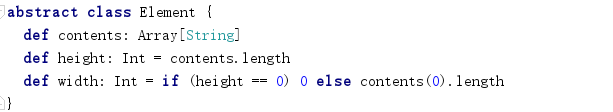 abstract class Element {
  def contents: Array[String]
  def height: Int = contents.length
  def width: Int = if (height == 0) 0 else contents(0).length
}